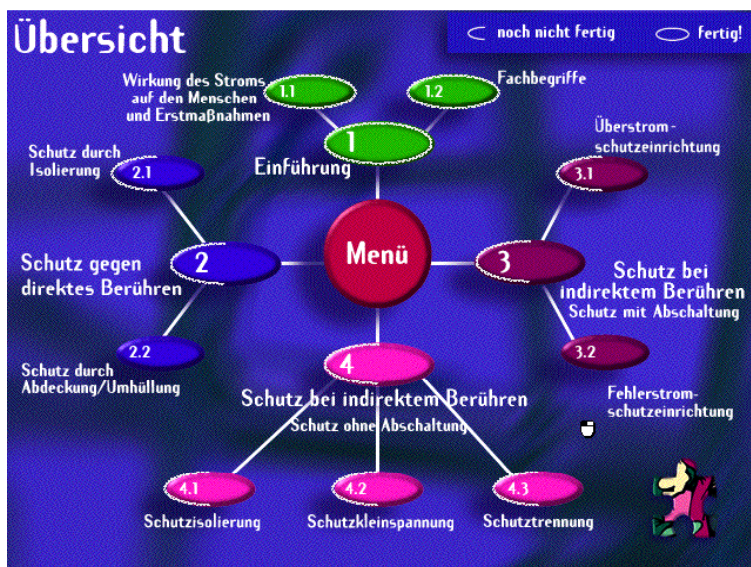 Übersicht
noch nicht fertig
fertig!
Wirkung des Stroms
auf den Menschen
und Erstmaßnahmen
1.1
1.2
Fachbegriffe
1
Einführung
Schutz durch
Isolierung
2.1
Überstrom-
schutzeinrichtung
3.1
Menü
2
Schutz gegen
direktes Berühren
3
Schutz bei
indirektem Berühren
Schutz mit Abschaltung
2.2
Schutz durch
Abdeckung/Umhüllung
3.2
Fehlerstrom-
schutzeinrichtung
4
Schutz bei indirektem Berühren
Schutz ohne Abschaltung
4.1
Schutzisolierung
4.2
Schutzkleinspannung
4.3
Schutztrennung